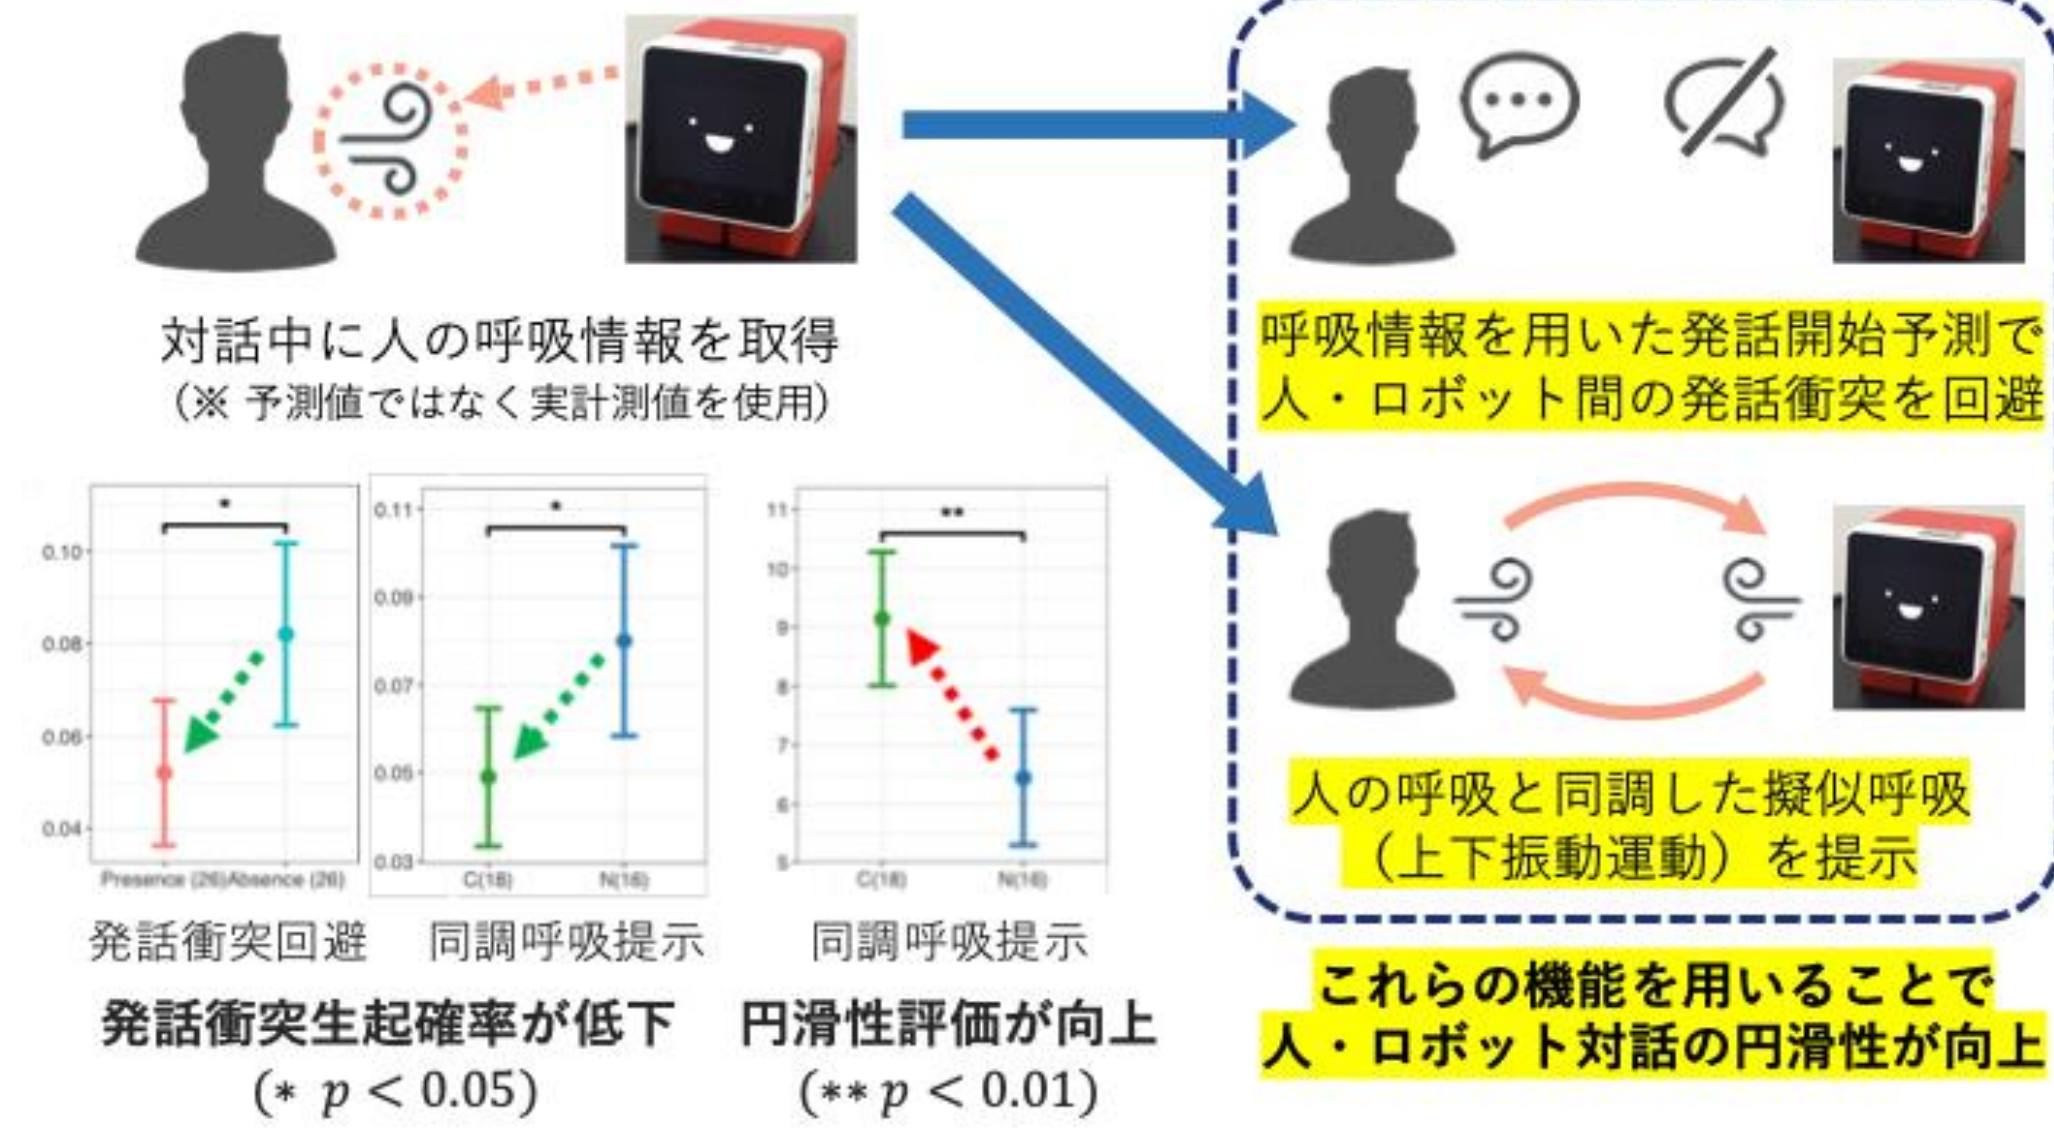 対話中に人の呼吸情報を取得
（※ 予測値ではなく実計測値を使用）
呼吸情報を用いた発話開始予測で
人・ロボット間の発話衝突を回避
*
0.10
0.08
0.06
0.04
Presence (26)Absence (26)
発話衝突回避
*
0.11
0.09
0.07
0.05
0.03
C(18)
N(16)
同調呼吸提示
**
11
10
9
8
7
6
5
C(18)
N(16)
同調呼吸提示
発話衝突生起確率が低下
(* p < 0.05)
円滑性評価が向上
(** p < 0.01)
人の呼吸と同調した擬似呼吸
（上下振動運動）を提示
これらの機能を用いることで
人・ロボット対話の円滑性が向上